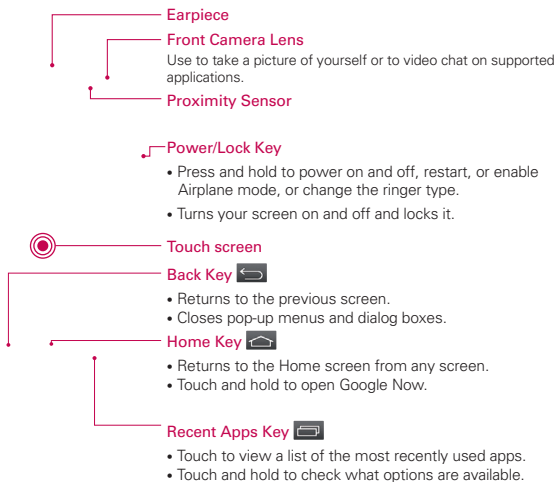 Earpiece
Front Camera Lens
Use to take a picture of yourself or to video chat on supported
applications.
Proximity Sensor
Power/Lock Key
• Press and hold to power on and off, restart, or enable
Airplane mode, or change the ringer type.
• Turns your screen on and off and locks it.
Touch screen
Back Key
• Returns to the previous screen.
• Closes pop-up menus and dialog boxes.
Home Key
• Returns to the Home screen from any screen.
• Touch and hold to open Google Now.
Recent Apps Key
• Touch to view a list of the most recently used apps.
• Touch and hold to check what options are available.